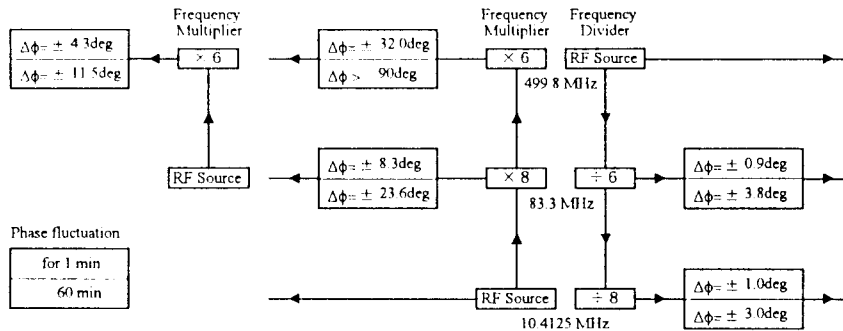 Frequency
Multiplier
Δφ= ± 4.3deg
Δφ= ± 11.5deg
× 6
RF Source
Phase fluctuation
for 1 min
60 min
Frequency
Multiplier
Δφ= ± 32.0deg
Δφ > 90deg
× 6
499.8 MHz
Δφ= ± 8.3deg
Δφ= ± 23.6deg
× 8
83.3 MHz
RF Source
10.4125 MHz
Frequency
Divider
RF Source
÷ 6
Δφ= ± 0.9deg
Δφ= ± 3.8deg
÷ 8
Δφ= ± 1.0deg
Δφ= ± 3.0deg